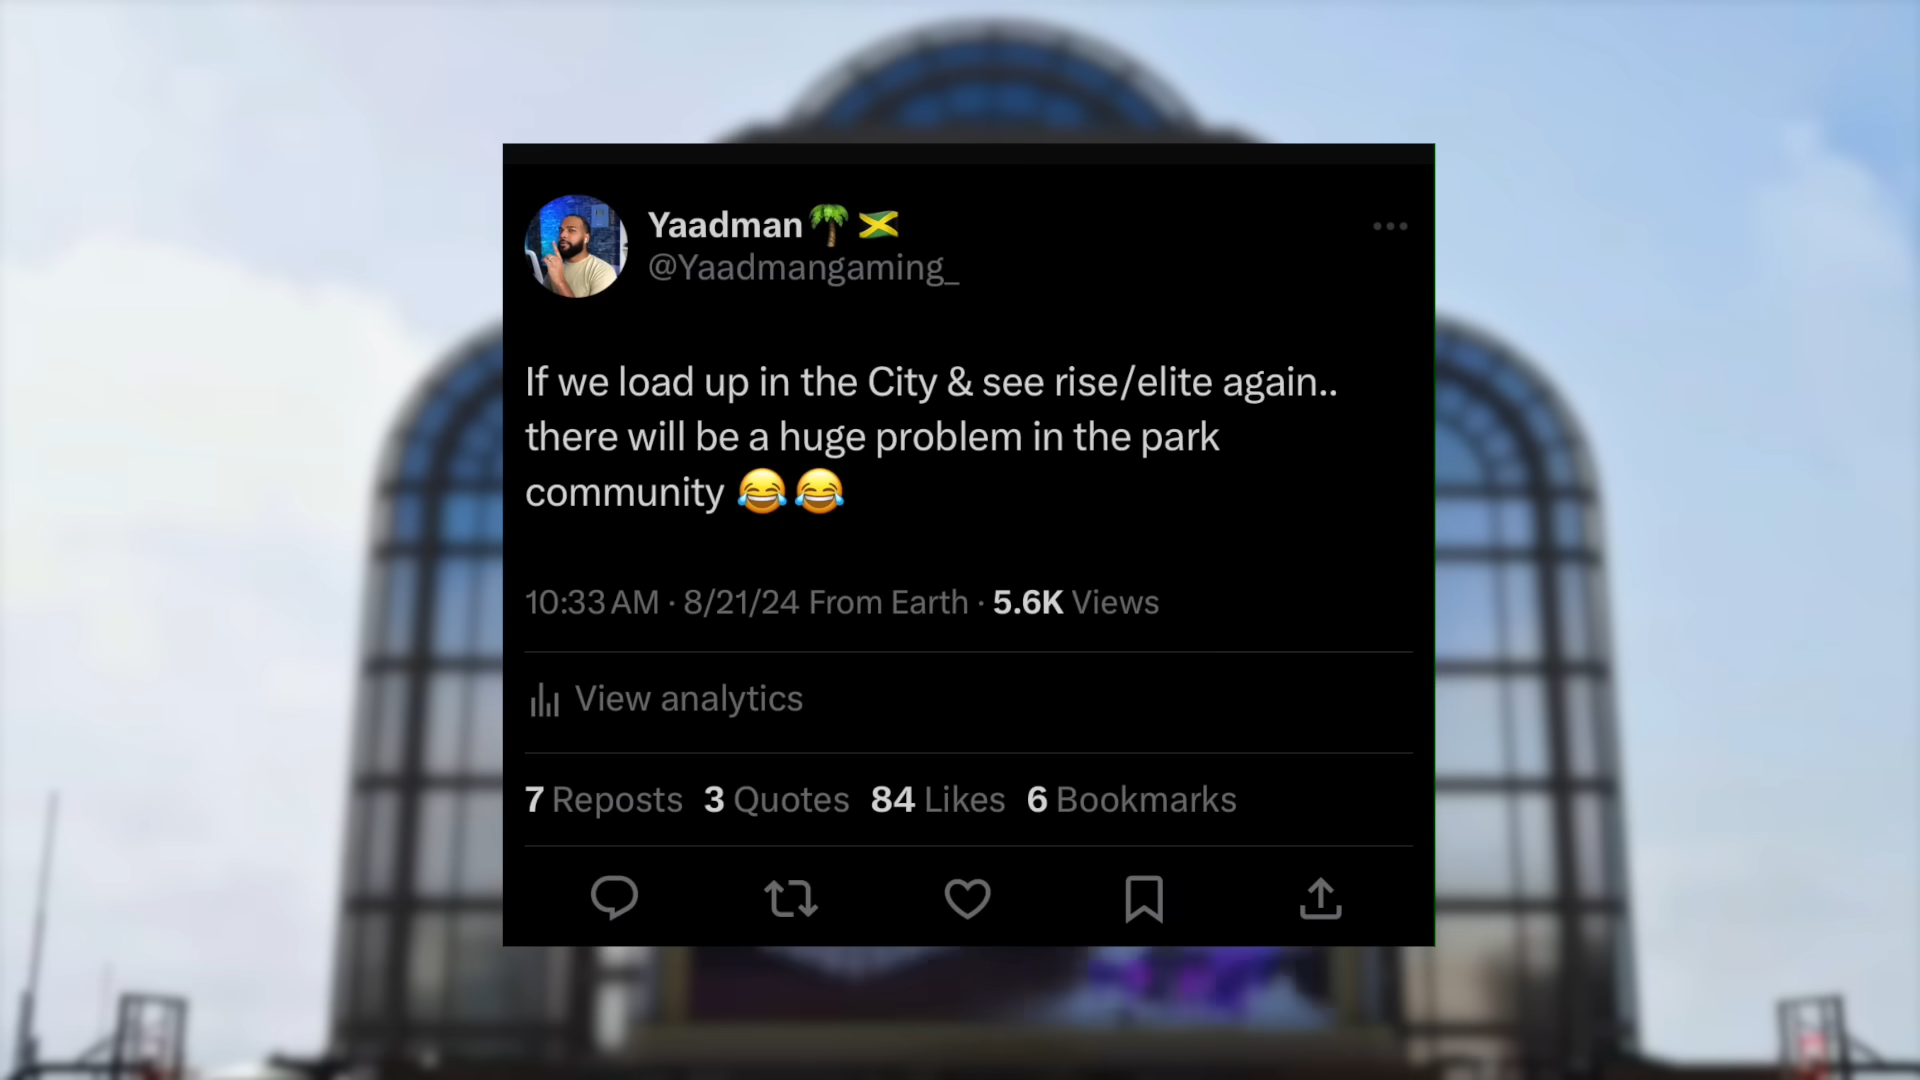 Yaadman🌴🇯🇲
@Yaadmangaming_
If we load up in the City & see rise/elite again..
there will be a huge problem in the park
community 😂😂
10:33 AM · 8/21/24 From Earth · 5.6K Views
View analytics
7 Reposts 3 Quotes 84 Likes 6 Bookmarks